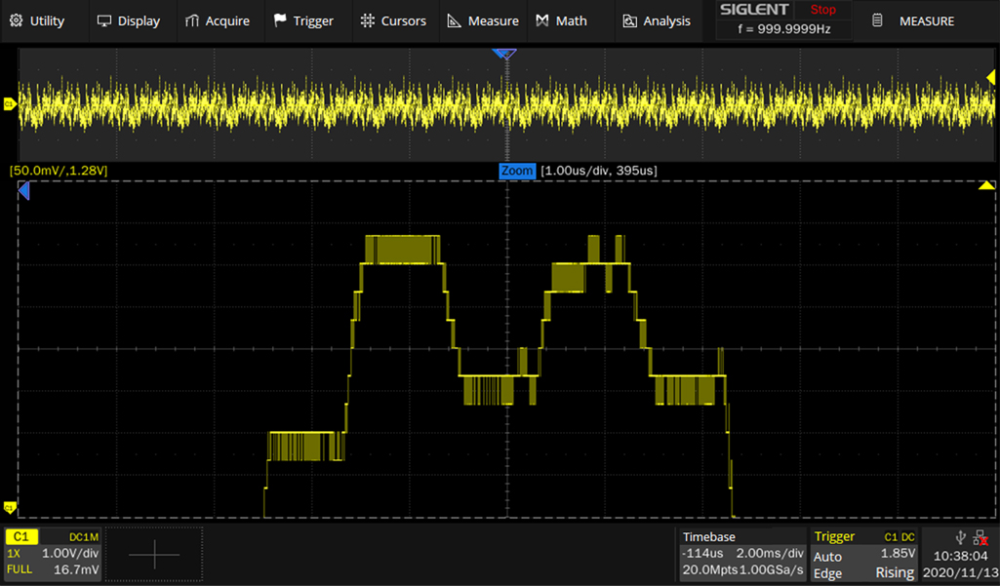 Utility Display Acquire Trigger Cursors Measure Math Analysis SIGLENT Stop MEASURE
f = 999.9999Hz
C1
[50.0mV/,1.28V] Zoom [1.00us/div, 395us]
C1
C1 DC1M
1X 1.00V/div
FULL 16.7mV
Timebase
-114us 2.00ms/div
20.0Mpts 1.00GSa/s
Trigger C1 DC
Auto 1.85V
Edge Rising
10:38:04
2020/11/13